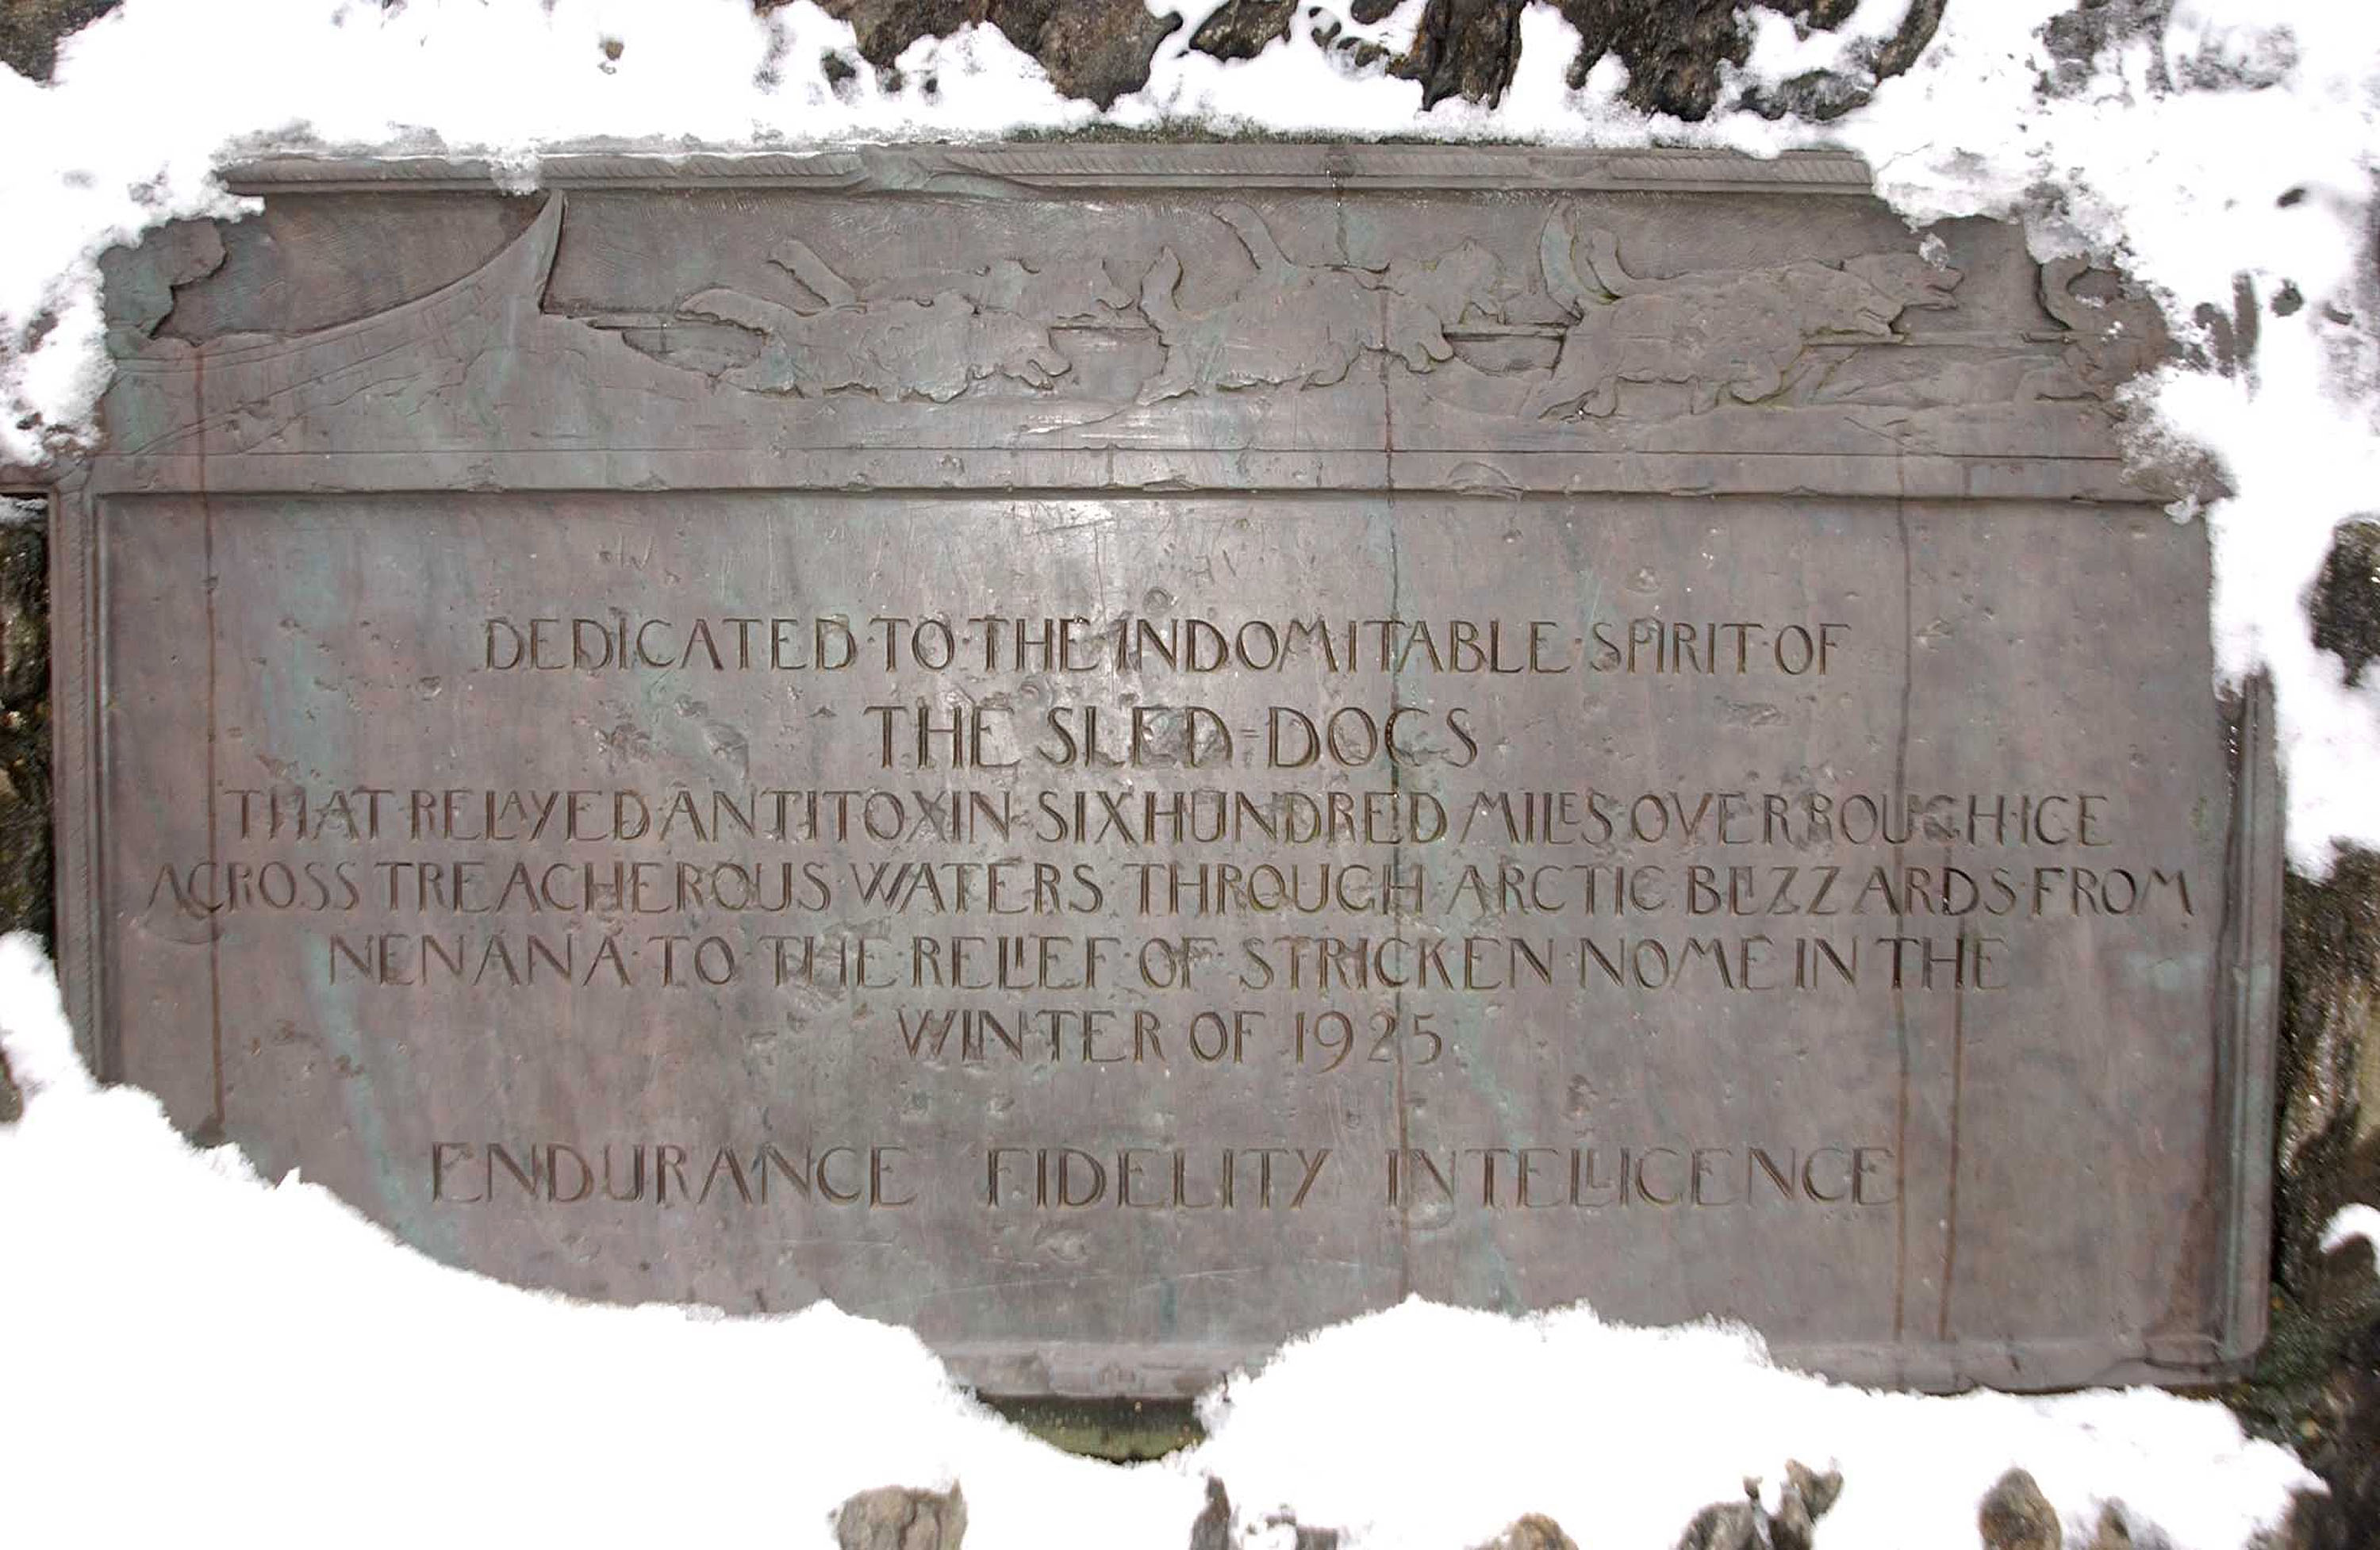 DEDICATED·TO·THE·INDOMITABLE·SPIRIT·OF
THE SLED-DOGS
THAT·RELAYED·ANTITOXIN·SIX HUNDRED MILES·OVER ROUGH·ICE
ACROSS TREACHEROUS WATERS THROUGH ARCTIC BLIZZARDS·FROM
NENANA·TO THE RELIEF·OF STRICKEN NOME IN THE
WINTER OF 1925
ENDURANCE FIDELITY INTELLIGENCE